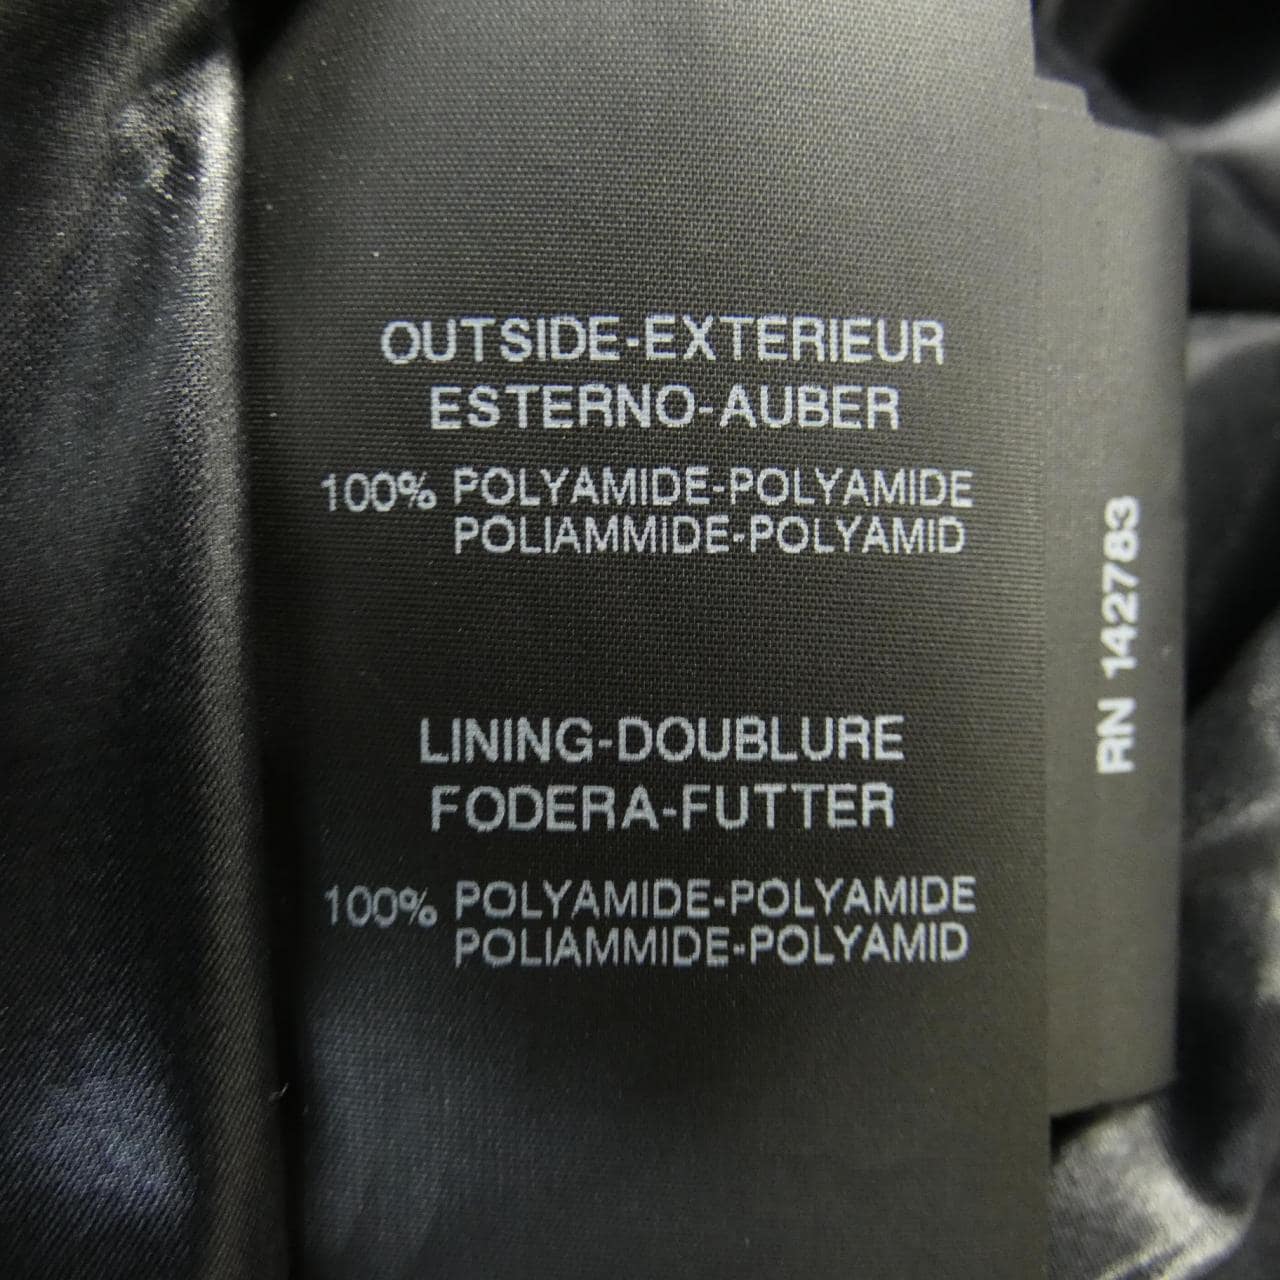 OUTSIDE-EXTERIEUR
ESTERNO-AUBER
100% POLYAMIDE-POLYAMIDE
POLIAMMIDE-POLYAMID
LINING-DOUBLURE
FODERA-FUTTER
100% POLYAMIDE-POLYAMIDE
POLIAMMIDE-POLYAMID
RN 142783